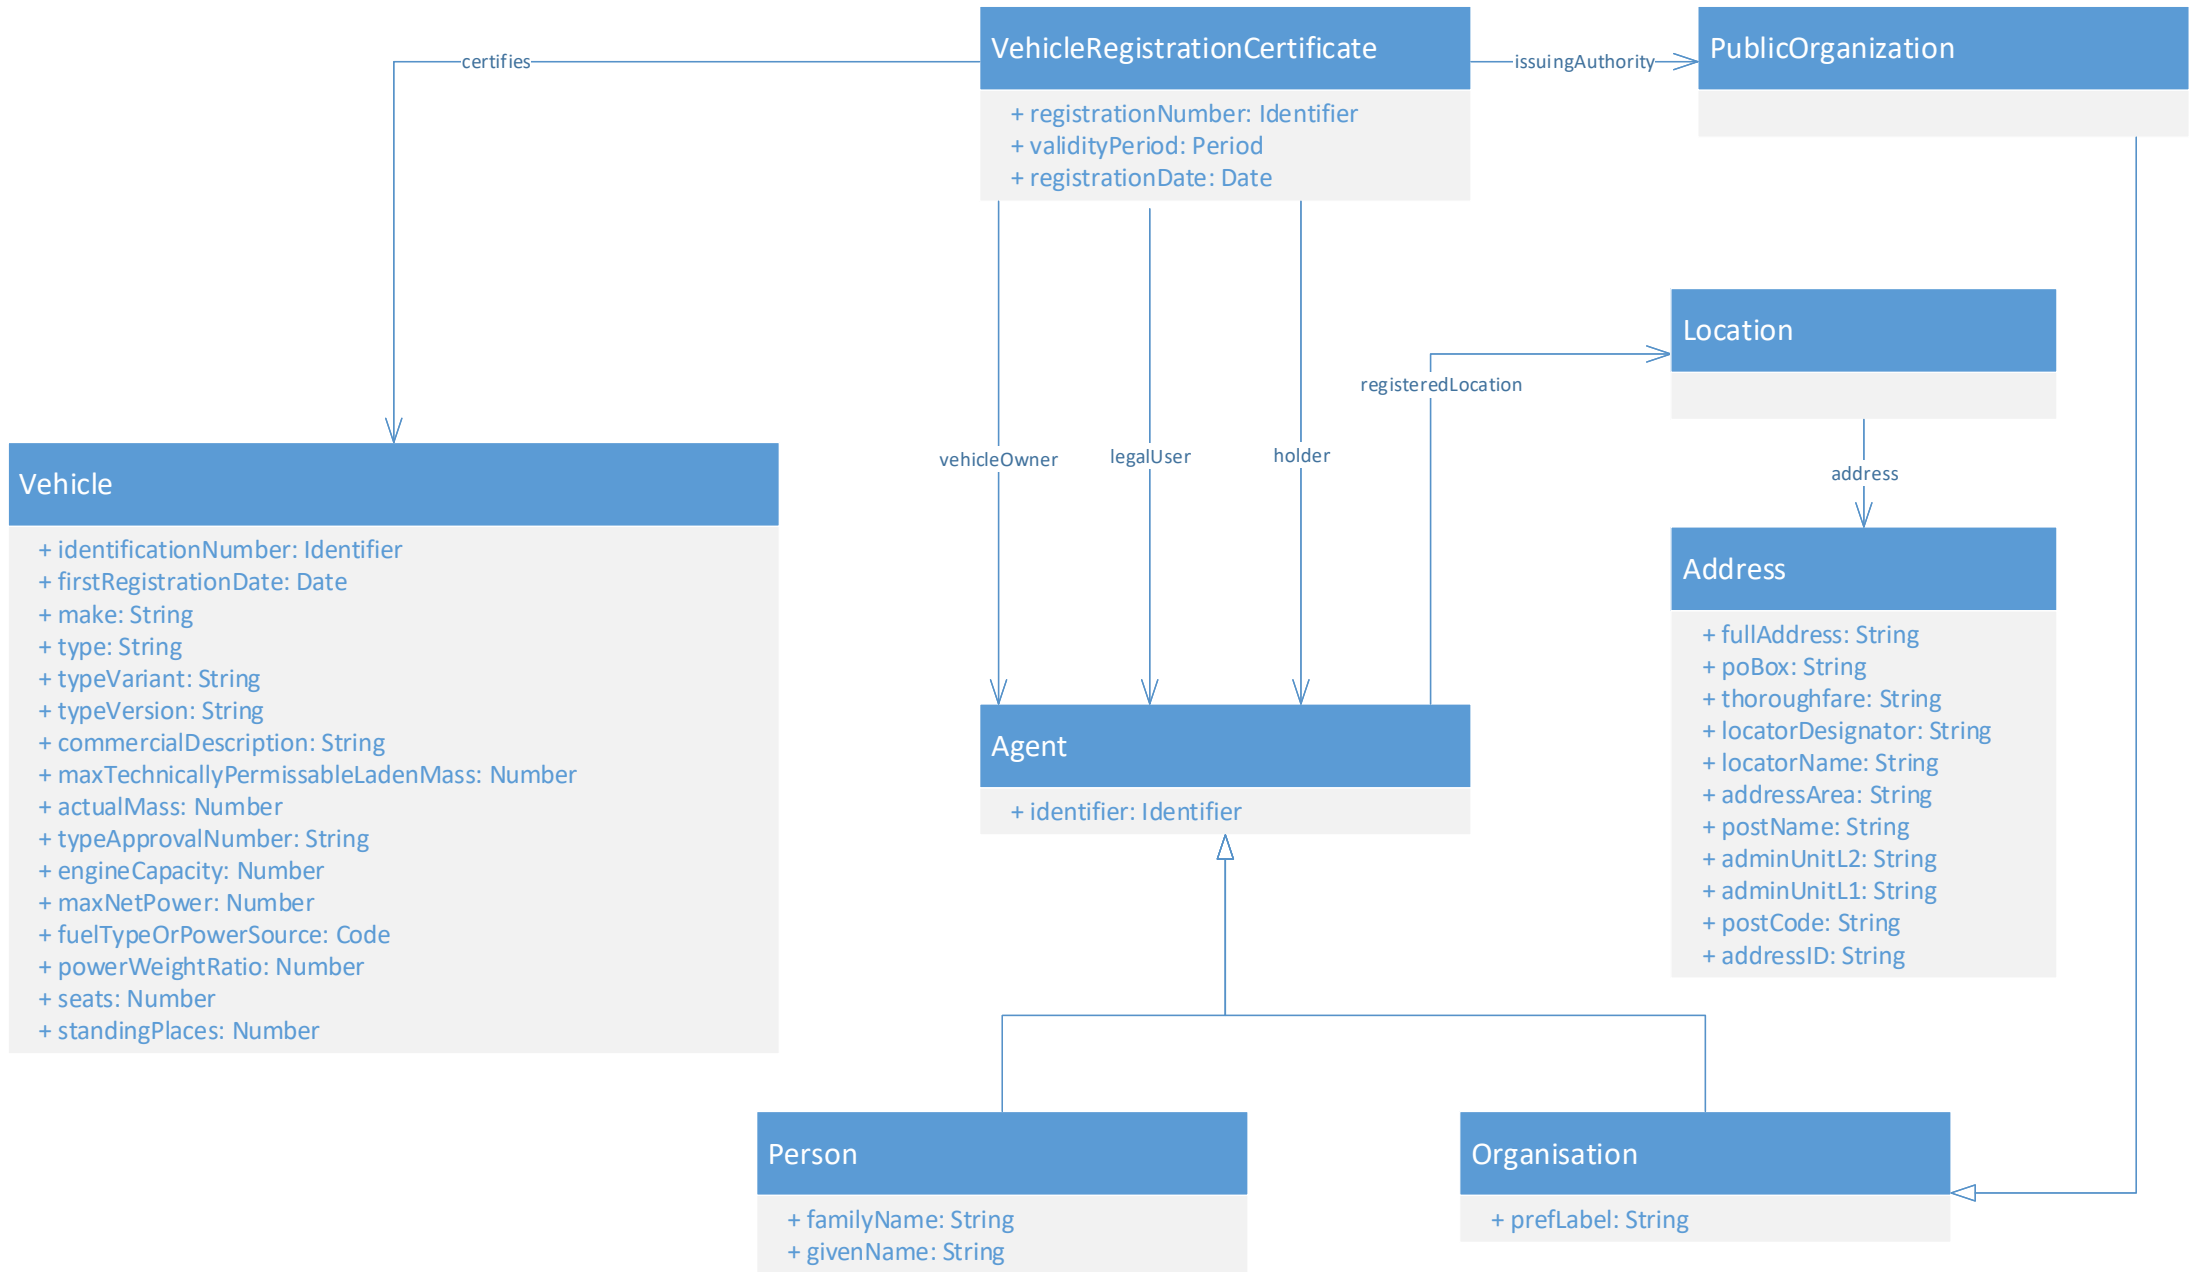 VehicleRegistrationCertificate
+ registrationNumber: Identifier
+ validityPeriod: Period
+ registrationDate: Date
certifies
issuingAuthority
PublicOrganization
Location
registeredLocation
vehicleOwner
legalUser
holder
address
Vehicle
+ identificationNumber: Identifier
+ firstRegistrationDate: Date
+ make: String
+ type: String
+ typeVariant: String
+ typeVersion: String
+ commercialDescription: String
+ maxTechnicallyPermissableLadenMass: Number
+ actualMass: Number
+ typeApprovalNumber: String
+ engineCapacity: Number
+ maxNetPower: Number
+ fuelTypeOrPowerSource: Code
+ powerWeightRatio: Number
+ seats: Number
+ standingPlaces: Number
Address
+ fullAddress: String
+ poBox: String
+ thoroughfare: String
+ locatorDesignator: String
+ locatorName: String
+ addressArea: String
+ postName: String
+ adminUnitL2: String
+ adminUnitL1: String
+ postCode: String
+ addressID: String
Agent
+ identifier: Identifier
Person
+ familyName: String
+ givenName: String
Organisation
+ prefLabel: String